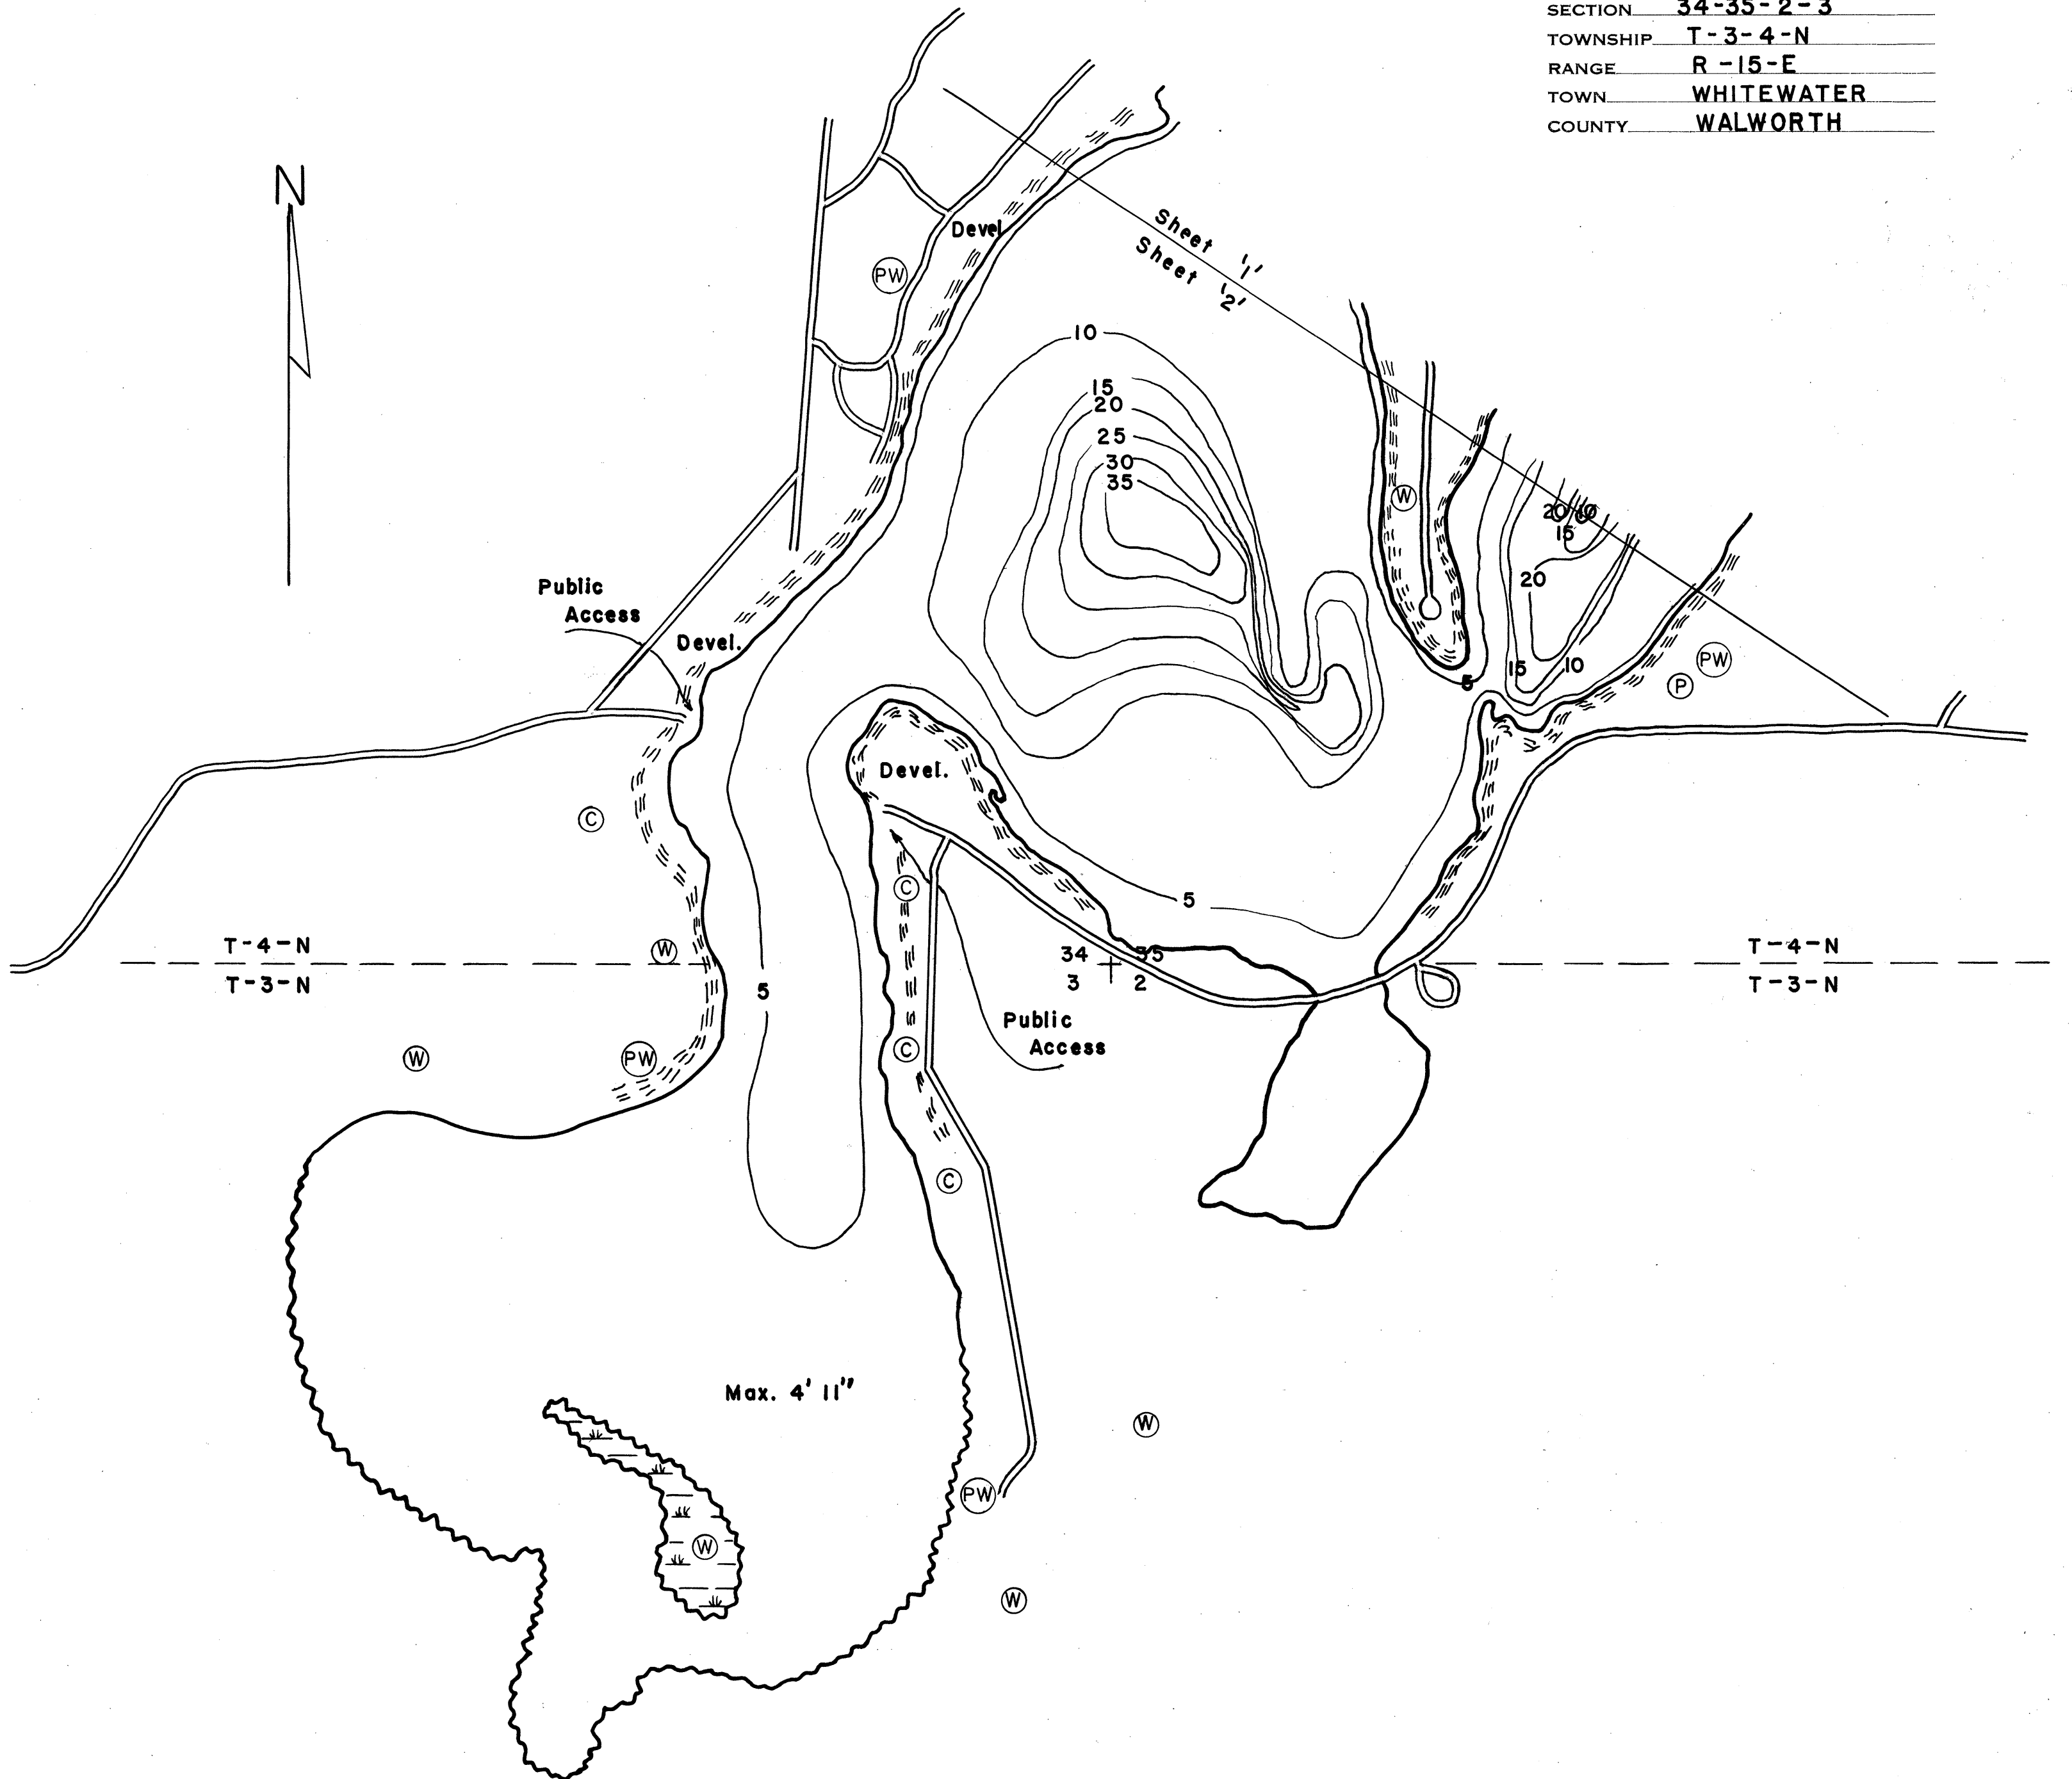 SECTION 34-35-2-3
TOWNSHIP T-3-4-N
RANGE R-15-E
TOWN WHITEWATER
COUNTY WALWORTH
N
Sheet '1'
Sheet '2'
Devel
PW
10
15
20
25
30
35
W
20 10
15
20
Public
Access
Devel.
15
10
5
PW
P
Devel.
C
C
5
T-4-N
T-3-N
W
34 35
3 2
T-4-N
T-3-N
5
Public
Access
W
PW
C
C
Max. 4' 11"
W
PW
W
W